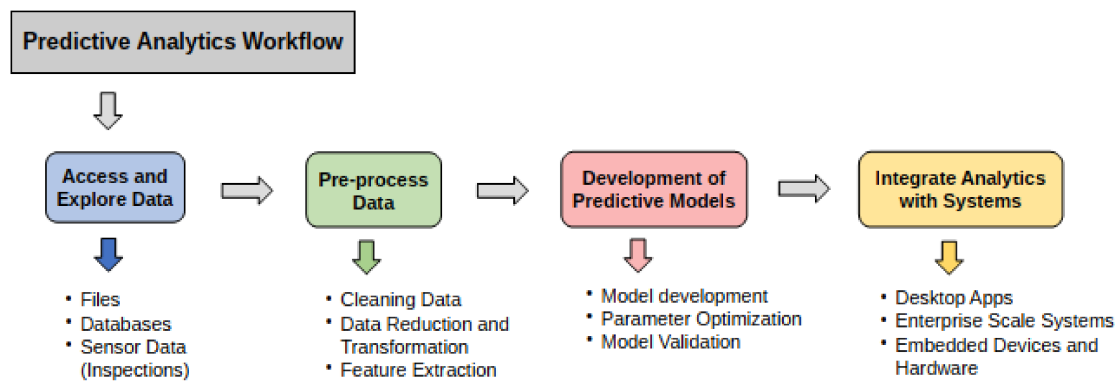 Predictive Analytics Workflow
Access and
Explore Data
Pre-process
Data
Development of
Predictive Models
Integrate Analytics
with Systems
• Files
• Databases
• Sensor Data
(Inspections)
• Cleaning Data
• Data Reduction and
Transformation
• Feature Extraction
• Model development
• Parameter Optimization
• Model Validation
• Desktop Apps
• Enterprise Scale Systems
• Embedded Devices and
Hardware